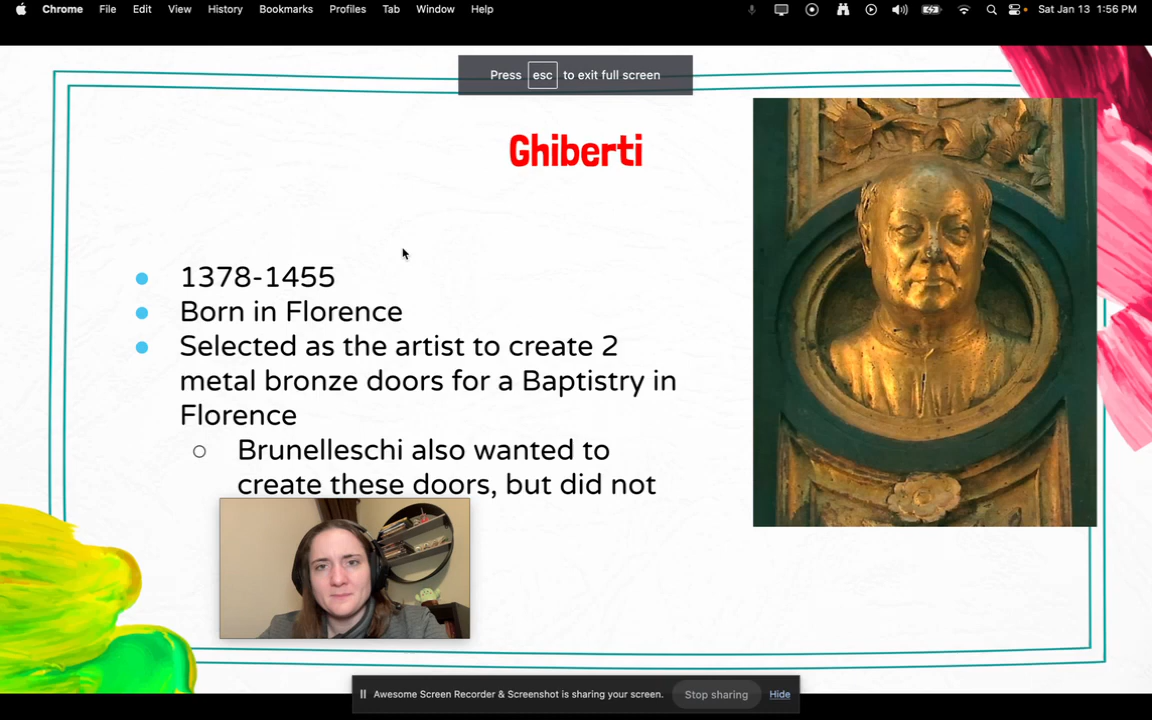 Chrome File Edit View History Bookmarks Profiles Tab Window Help Sat Jan 13 1:56 PM
Press esc to exit full screen
Ghiberti
1378-1455
Born in Florence
Selected as the artist to create 2
metal bronze doors for a Baptistry in
Florence
Brunelleschi also wanted to
create these doors, but did not
Awesome Screen Recorder & Screenshot is sharing your screen. Stop sharing Hide